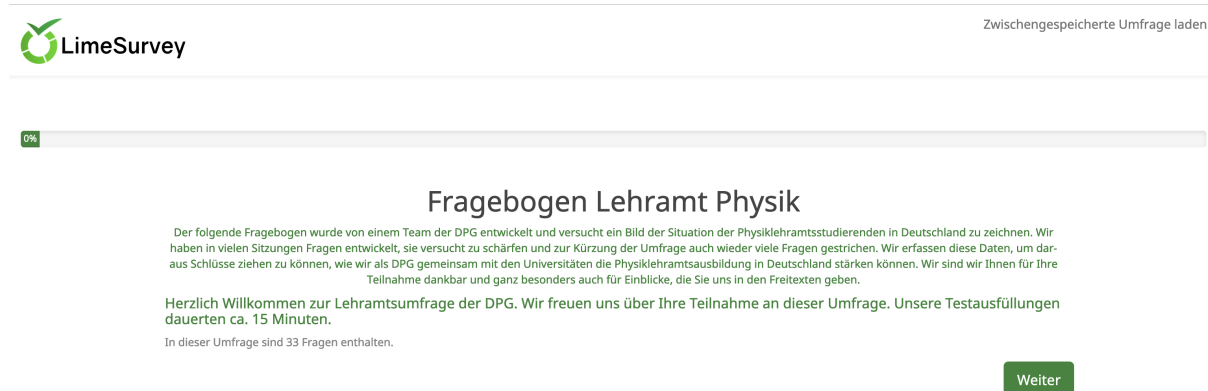 LimeSurvey
Zwischengespeicherte Umfrage laden
0%
Fragebogen Lehramt Physik
Der folgende Fragebogen wurde von einem Team der DPG entwickelt und versucht ein Bild der Situation der Physiklehramtsstudierenden in Deutschland zu zeichnen. Wir
haben in vielen Sitzungen Fragen entwickelt, sie versucht zu schärfen und zur Kürzung der Umfrage auch wieder viele Fragen gestrichen. Wir erfassen diese Daten, um dar-
aus Schlüsse ziehen zu können, wie wir als DPG gemeinsam mit den Universitäten die Physiklehramtsausbildung in Deutschland stärken können. Wir sind wir Ihnen für Ihre
Teilnahme dankbar und ganz besonders auch für Einblicke, die Sie uns in den Freitexten geben.
Herzlich Willkommen zur Lehramtsumfrage der DPG. Wir freuen uns über Ihre Teilnahme an dieser Umfrage. Unsere Testausfüllungen
dauerten ca. 15 Minuten.
In dieser Umfrage sind 33 Fragen enthalten.
Weiter